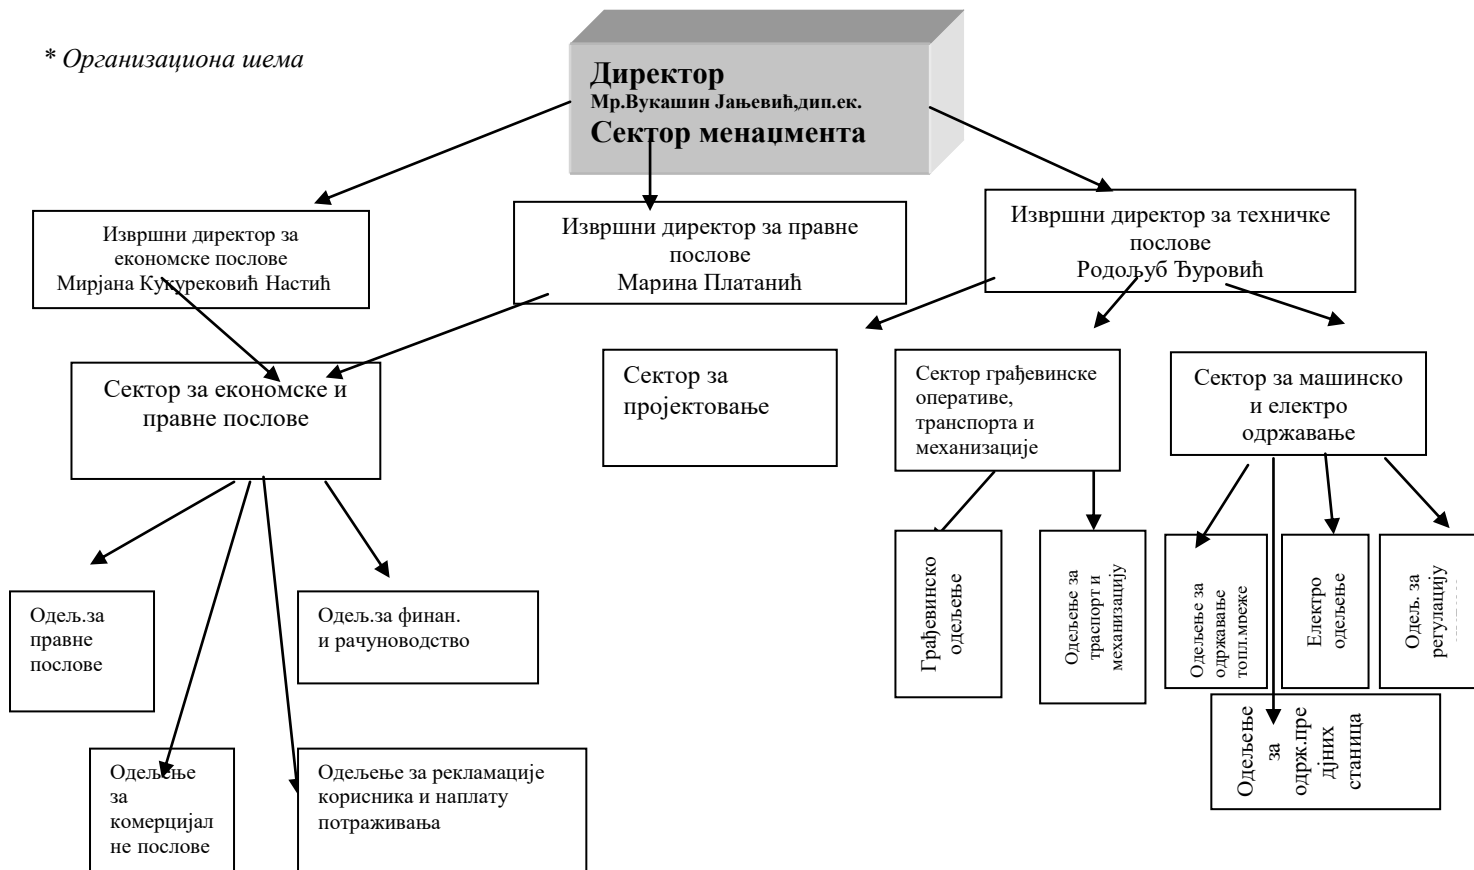 * Организациона шема
Директор
Мр.Вукашин Јањевић,дип.ек.
Сектор менаџмента
Извршни директор за
економске послове
Мирјана Кукурековић Настић
Извршни директор за правне
послове
Марина Платанић
Извршни директор за техничке
послове
Родољуб Ђуровић
Сектор за економске и
правне послове
Сектор за
пројектовање
Сектор грађевинске
оперативе,
транспорта и
механизације
Сектор за машинско
и електро
одржавање
Одељ.за
правне
послове
Одељ.за финан.
и рачуноводство
Одељење
за
комерцијал
не послове
Одељење за рекламације
корисника и наплату
потраживања
Грађевинско
одељење
Одељење за
траспорт и
механизацију
Одељење за
одржавање
топл.мреже
Електро
одељење
Одељ. за
регулацију
Одељење
за
одрж.пре
дјних
станица